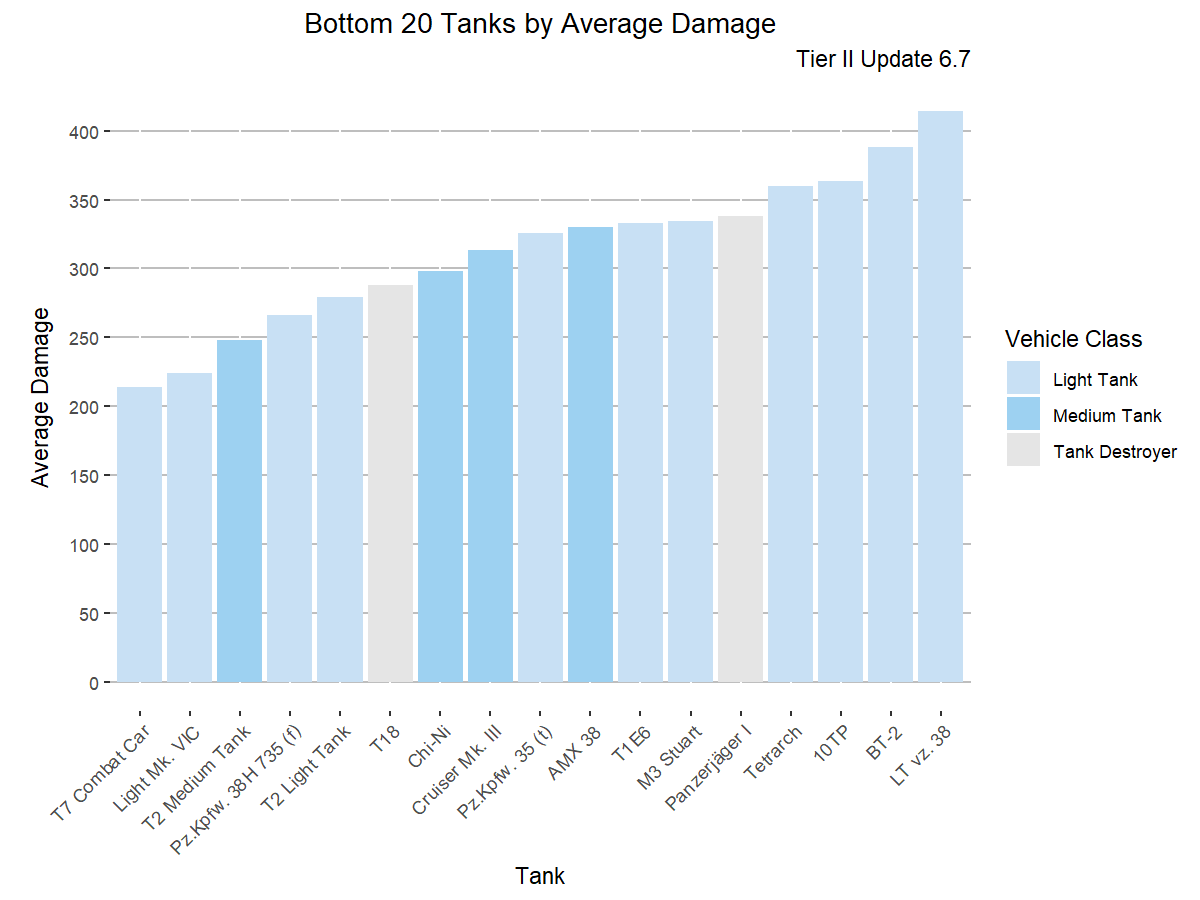 Bottom 20 Tanks by Average Damage
Tier II Update 6.7
Average Damage
400
350
300
250
200
150
100
50
0
T7 Combat Car
Light Mk. VIC
T2 Medium Tank
Pz.Kpfw. 38H 735 (f)
T2 Light Tank
T18
Chi-Ni
Cruiser Mk. III
Pz.Kpfw. 35 (t)
AMX 38
T1E6
M3 Stuart
Panzerjäger I
Tetrarch
10TP
BT-2
LT vz. 38
Tank
Vehicle Class
Light Tank
Medium Tank
Tank Destroyer